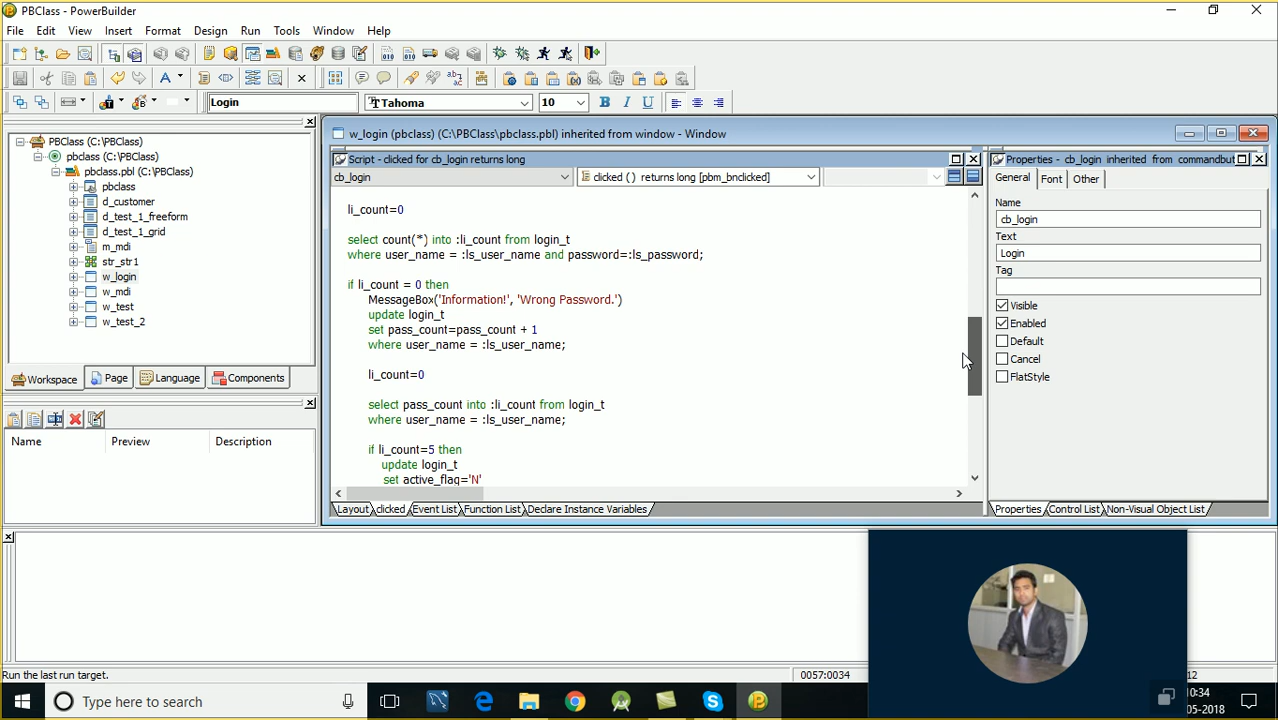 PBClass - PowerBuilder
File Edit View Insert Format Design Run Tools Window Help
Login
Tahoma
10
B I U
PBClass (C:\PBClass)
pbclass (C:\PBClass)
pbclass.pbl (C:\PBClass)
pbclass
d_customer
d_test_1_freeform
d_test_1_grid
m_mdi
str_str1
w_login
w_mdi
w_test
w_test_2
Workspace Page Language Components
Name Preview Description
w_login (pbclass) (C:\PBClass\pbclass.pbl) inherited from window - Window
Script - clicked for cb_login returns long
cb_login
clicked ( ) returns long [pbm_bnclicked]
li_count=0
select count(*) into :li_count from login_t
where user_name = :ls_user_name and password=:ls_password;
if li_count = 0 then
MessageBox('Information!', 'Wrong Password.')
update login_t
set pass_count=pass_count + 1
where user_name = :ls_user_name;
li_count=0
select pass_count into :li_count from login_t
where user_name = :ls_user_name;
if li_count=5 then
update login_t
set active_flag='N'
Layout clicked Event List Function List Declare Instance Variables
Properties - cb_login inherited from commandbut
General Font Other
Name
cb_login
Text
Login
Tag
Visible
Enabled
Default
Cancel
FlatStyle
Properties Control List Non-Visual Object List
Run the last run target.
0057:0034
12
Type here to search
10:34
05-2018